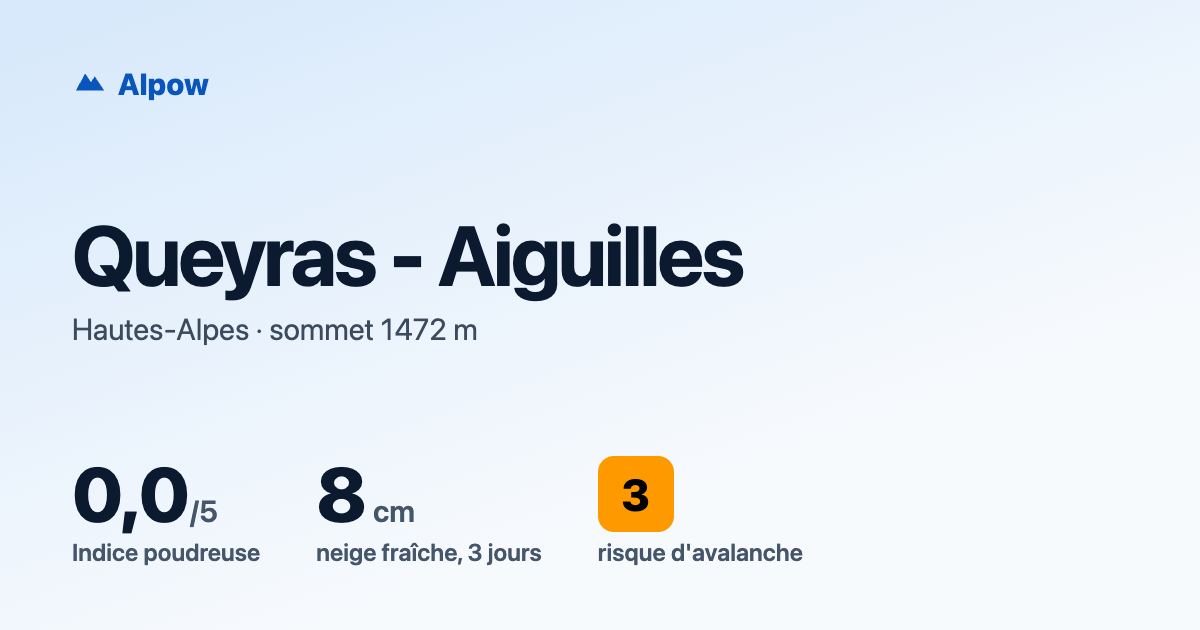 Alpow
Queyras - Aiguilles
Hautes-Alpes · sommet 1472 m
0,0/5
Indice poudreuse
8 cm
neige fraîche, 3 jours
3
risque d'avalanche